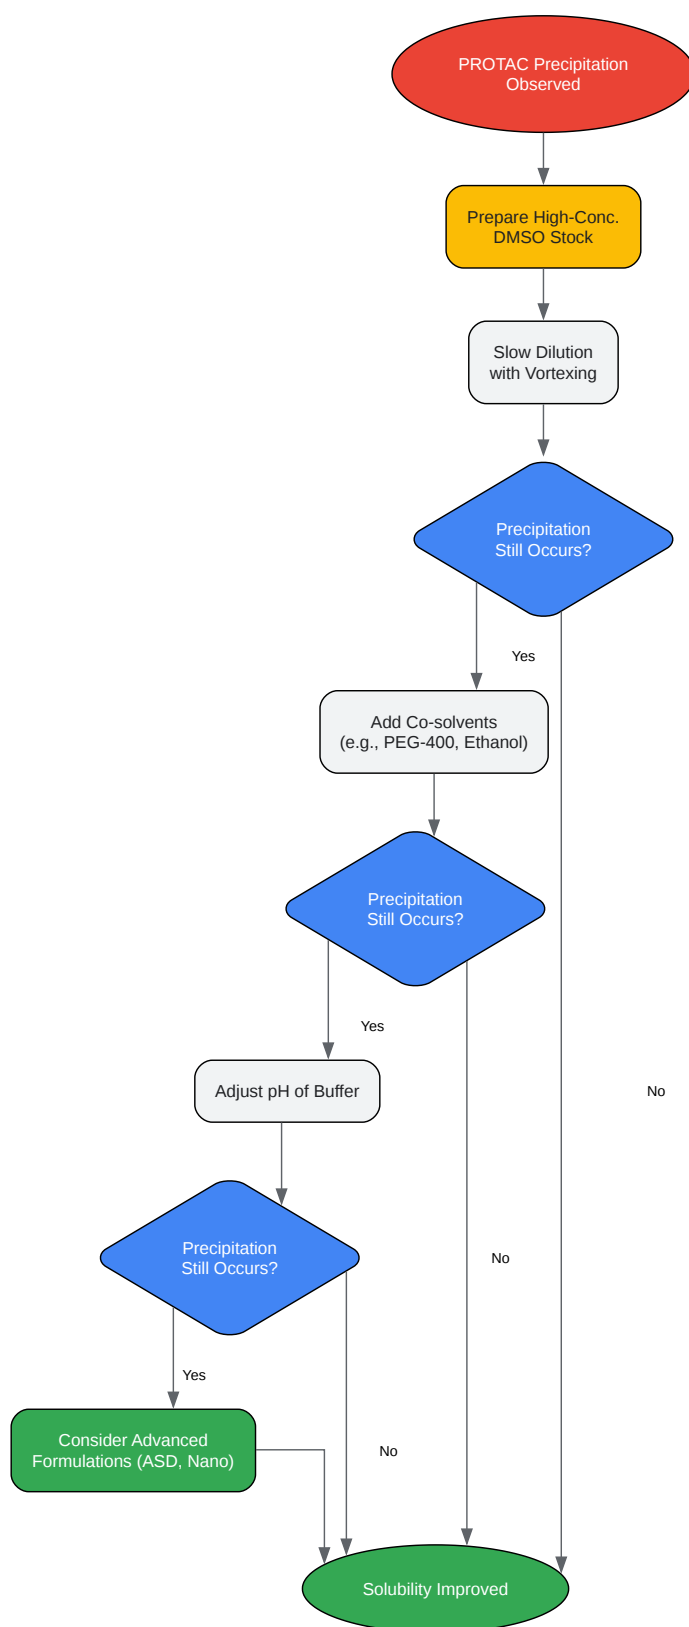 PROTAC Precipitation
Observed
Prepare High-Conc.
DMSO Stock
Slow Dilution
with Vortexing
Precipitation
Still Occurs?
Yes
Add Co-solvents
(e.g., PEG-400, Ethanol)
Precipitation
Still Occurs?
Yes
Adjust pH of Buffer
No
Precipitation
Still Occurs?
No
Yes
Consider Advanced
Formulations (ASD, Nano)
No
Solubility Improved